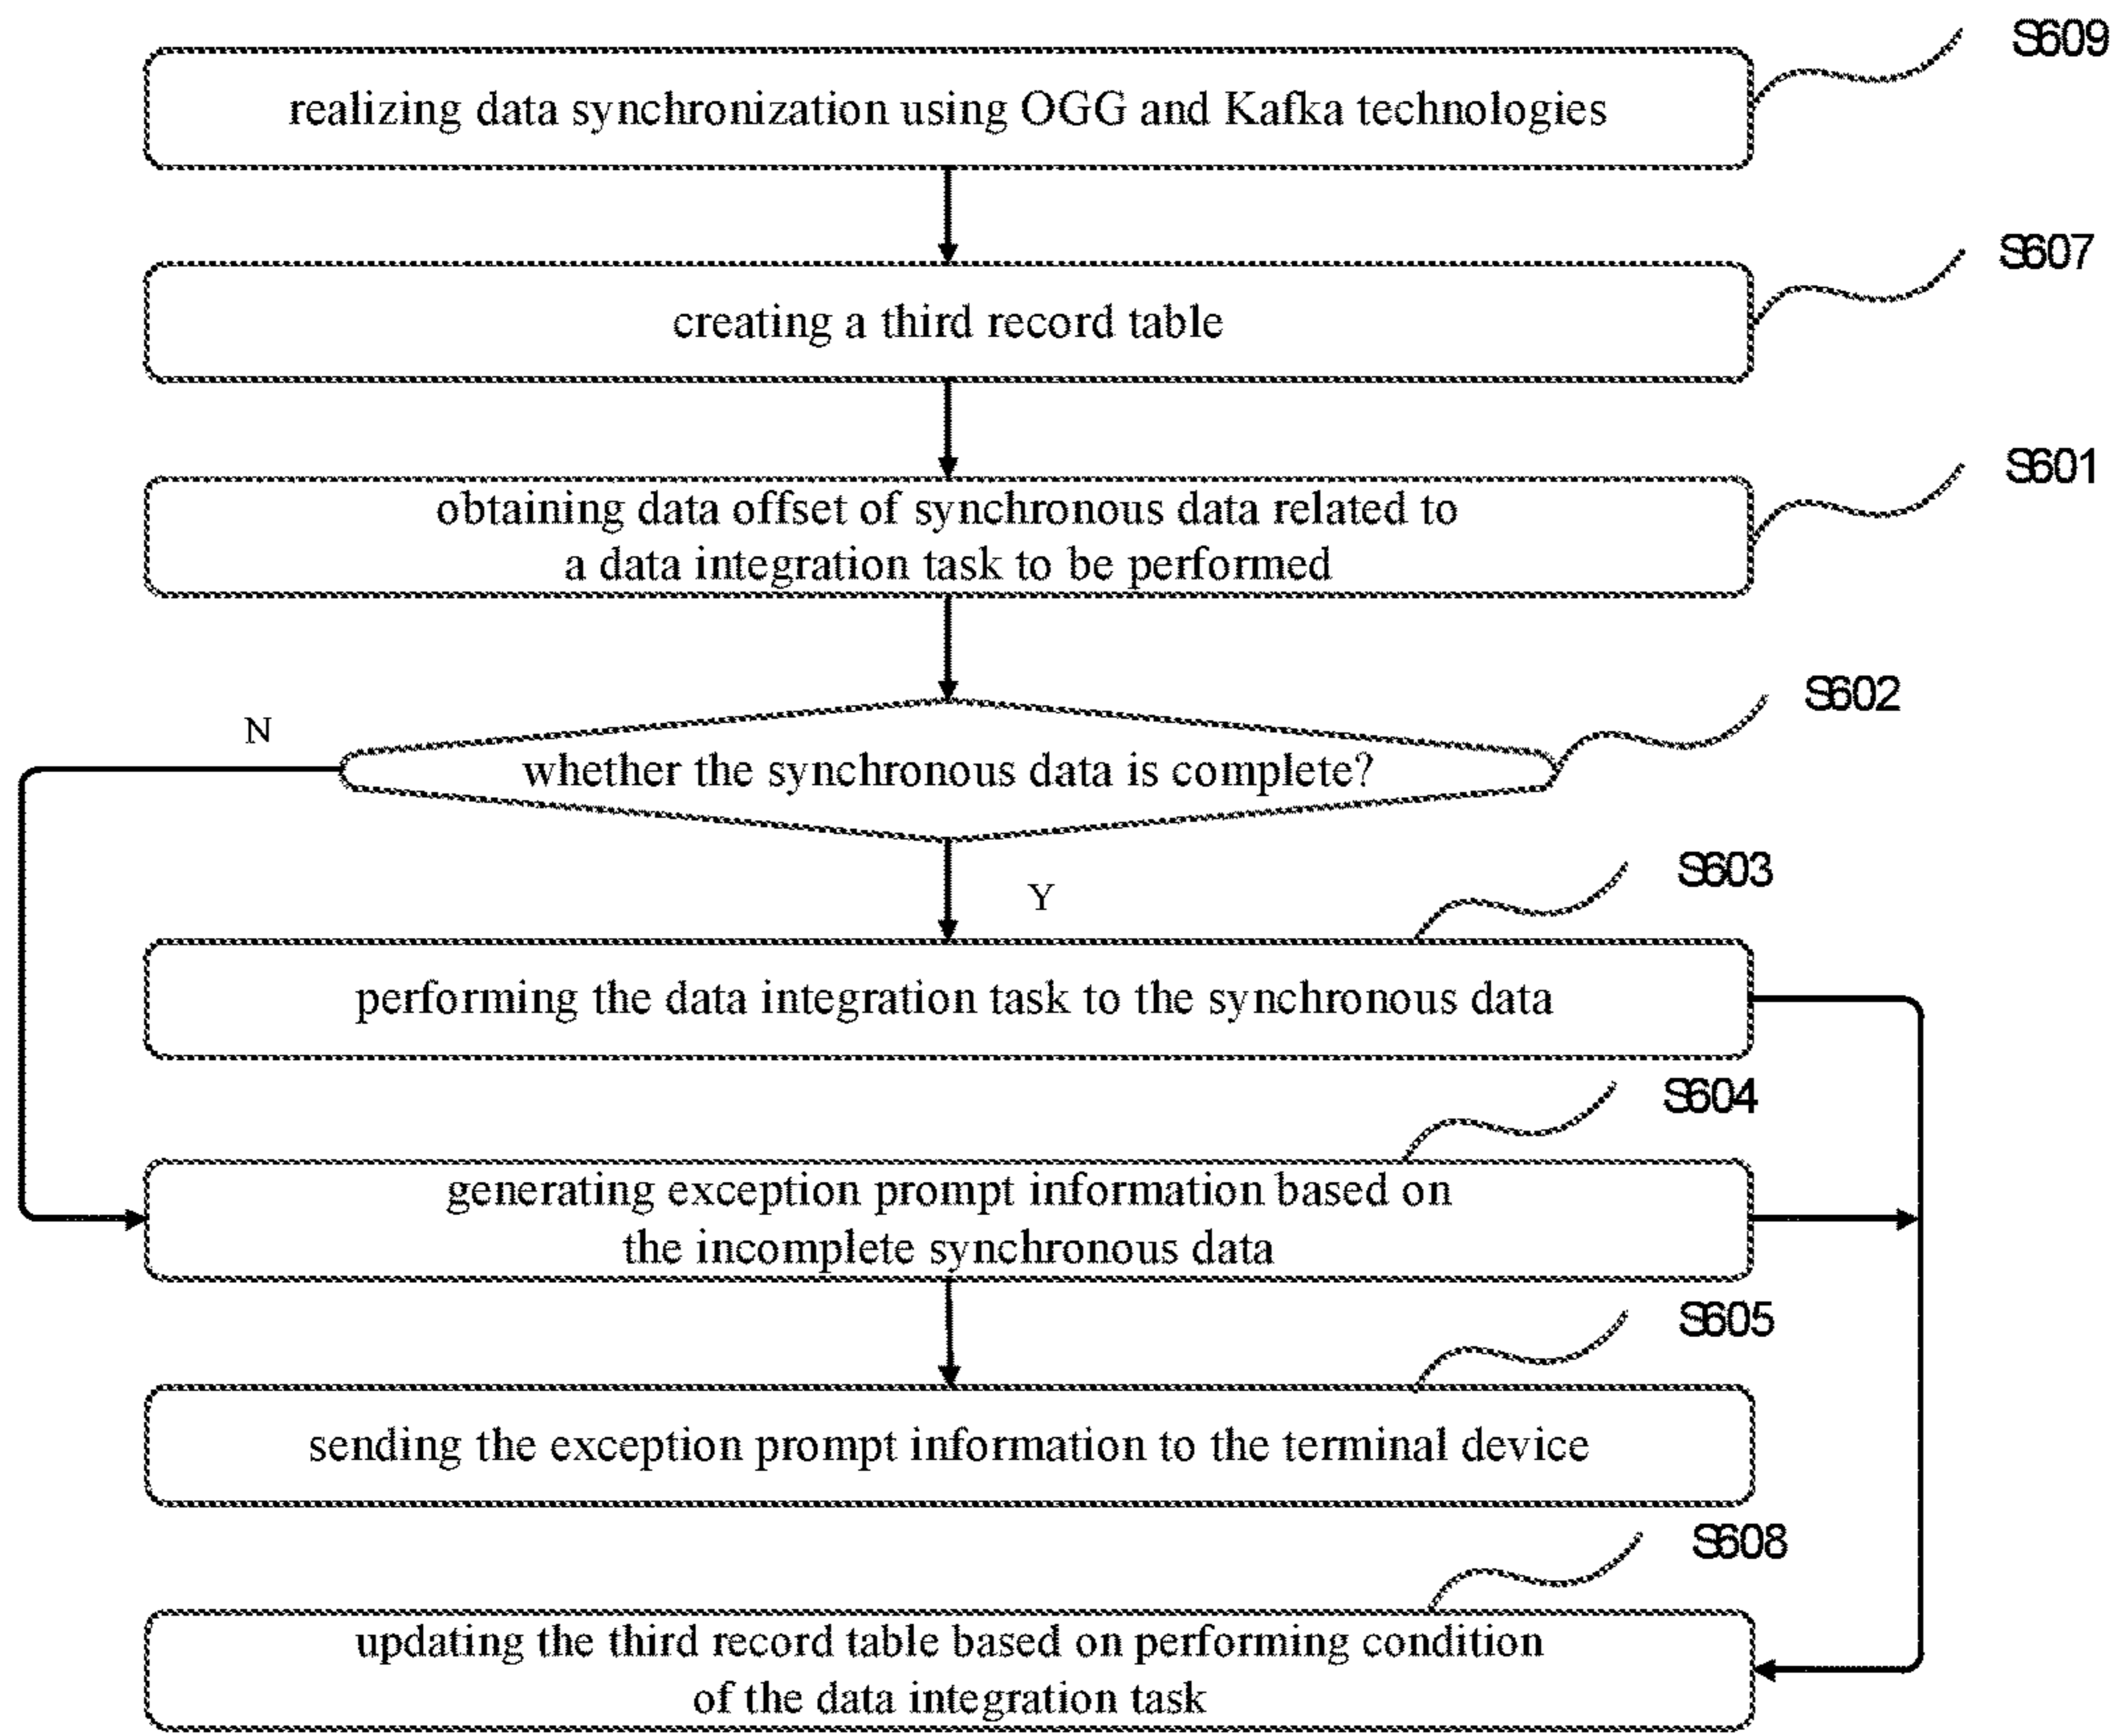 S609
realizing data synchronization using OGG and Kafka technologies
S607
creating a third record table
S601
obtaining data offset of synchronous data related to
a data integration task to be performed
S602
N
whether the synchronous data is complete?
S603
Y
performing the data integration task to the synchronous data
S604
generating exception prompt information based on
the incomplete synchronous data
S605
sending the exception prompt information to the terminal device
S608
updating the third record table based on performing condition
of the data integration task